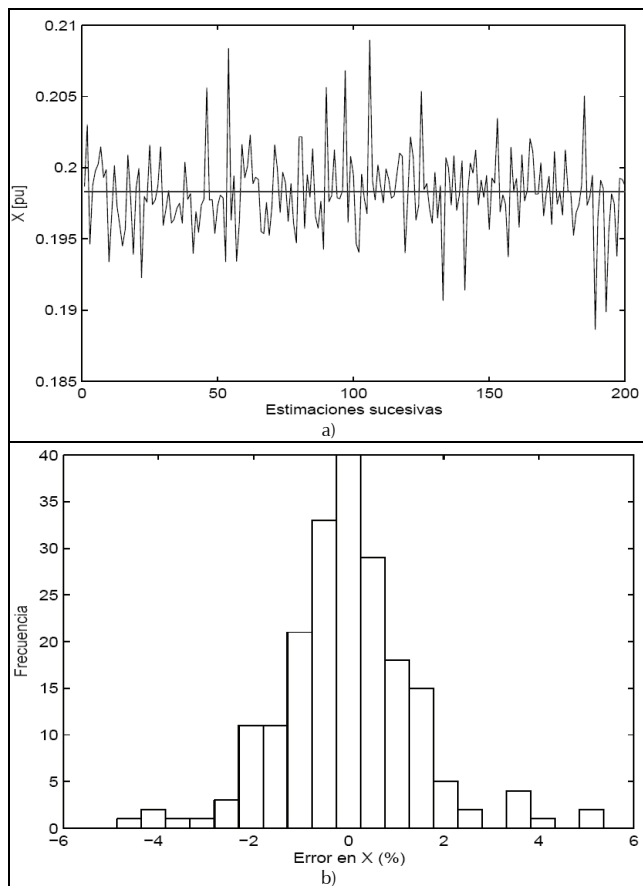 0.21
0.205
0.2
0.195
0.19
0.185
X [pu]
0 50 100 150 200
Estimaciones sucesivas
a)
40
35
30
25
20
15
10
5
0
Frecuencia
−6 −4 −2 0 2 4 6
Error en X (%)
b)